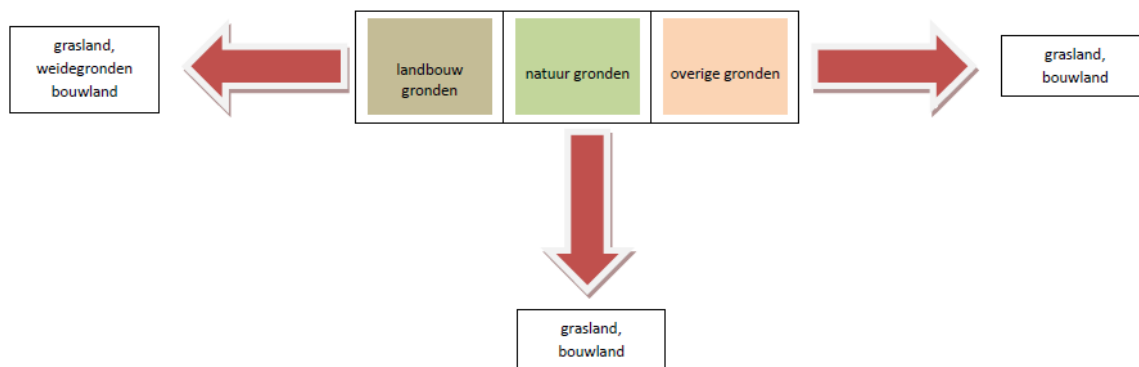 grasland,
weidegronden
bouwland
landbouw
gronden
natuur gronden
overige gronden
grasland,
bouwland
grasland,
bouwland